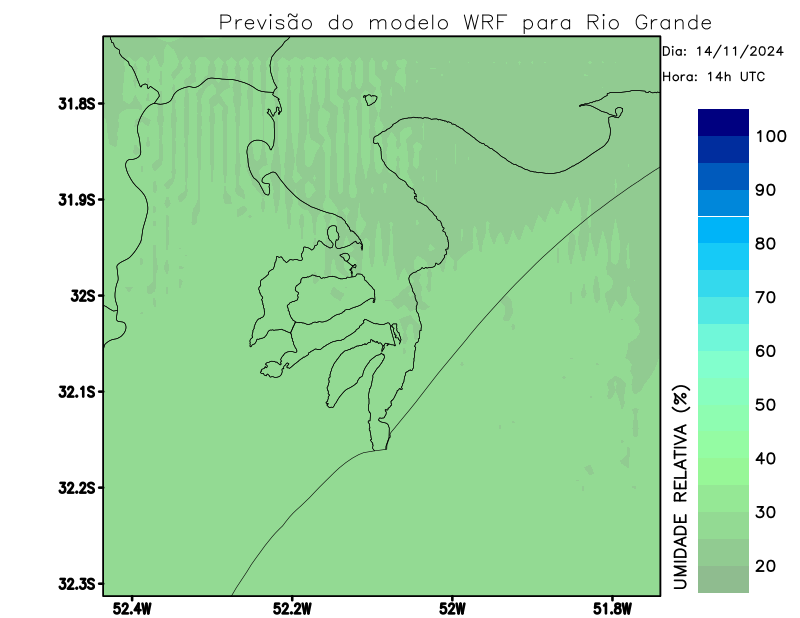 Previsão do modelo WRF para Rio Grande
Dia: 14/11/2024
Hora: 14h UTC
31.8S
31.9S
32S
32.1S
32.2S
32.3S
52.4W
52.2W
52W
51.8W
100
90
80
70
60
50
40
30
20
UMIDADE RELATIVA (%)